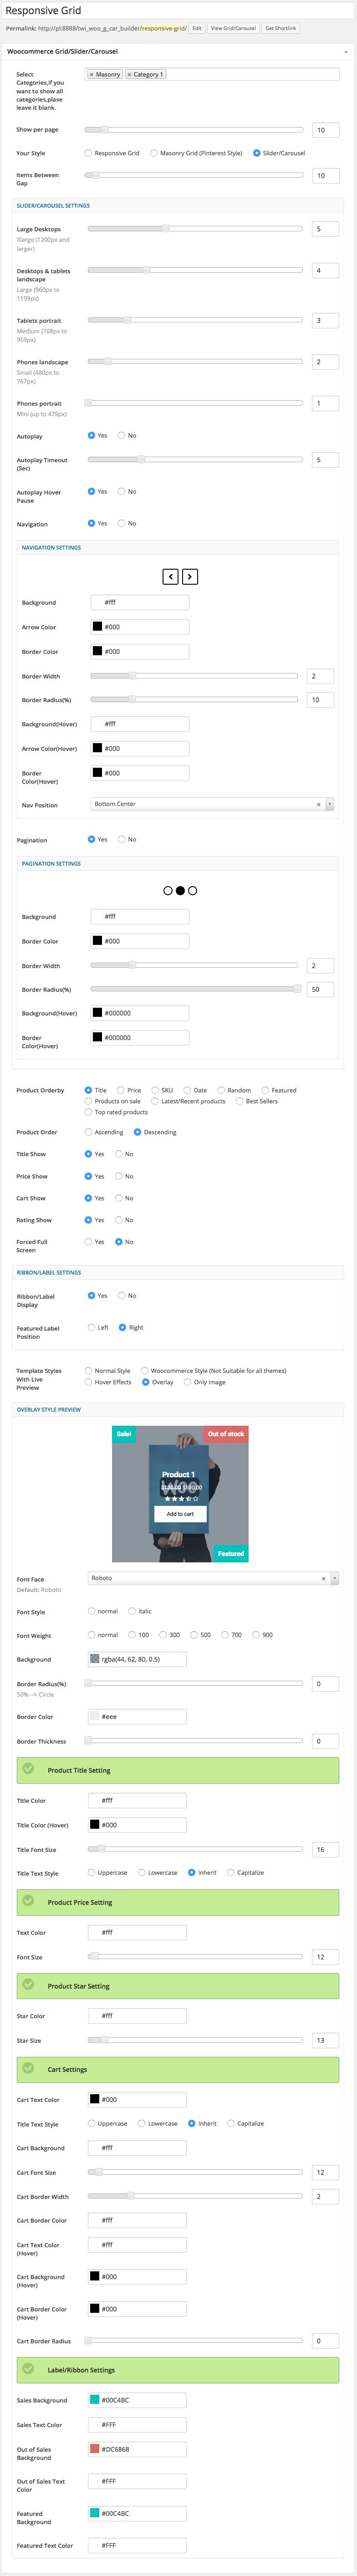 Responsive Grid
Permalink: http://pl:8888/twi_woo_g_car_builder/responsive-grid/ Edit View Grid/Carousel Get Shortlink
Woocommerce Grid/Slider/Carousel
Select
Categories,if you
want to show all
categories,plase
leave it blank.
× Masonry × Category 1
Show per page 10
Your Style Responsive Grid Masonry Grid (Pinterest Style) Slider/Carousel
Items Between
Gap
10
SLIDER/CAROUSEL SETTINGS
Large Desktops 5
Xlarge (1200px and
larger)
Desktops & tablets
landscape
4
Large (960px to
1199px)
Tablets portrait 3
Medium (768px to
959px)
Phones landscape 2
Small (480px to
767px)
Phones portrait 1
Mini (up to 479px)
Autoplay Yes No
Autoplay Timeout
(Sec)
5
Autoplay Hover
Pause
Yes No
Navigation Yes No
NAVIGATION SETTINGS
Background #fff
Arrow Color #000
Border Color #000
Border Width 2
Border Radius(%) 10
Background(Hover) #fff
Arrow Color(Hover) #000
Border
Color(Hover)
#000
Nav Position Bottom Center ×
Pagination Yes No
PAGINATION SETTINGS
Background #fff
Border Color #000
Border Width 2
Border Radius(%) 50
Background(Hover) #000000
Border
Color(Hover)
#000000
Product Orderby Title Price SKU Date Random Featured
Products on sale Latest/Recent products Best Sellers
Top rated products
Product Order Ascending Descending
Title Show Yes No
Price Show Yes No
Cart Show Yes No
Rating Show Yes No
Forced Full
Screen
Yes No
RIBBON/LABEL SETTINGS
Ribbon/Label
Display
Yes No
Featured Label
Position
Left Right
Template Styles
With Live
Preview
Normal Style Woocommerce Style (Not Suitable for all themes)
Hover Effects Overlay Only Image
OVERLAY STYLE PREVIEW
Sale! Out of stock
Product 1
Add to cart
Featured
Font Face Roboto ×
Default: Roboto
Font Style normal italic
Font Weight normal 100 300 500 700 900
Background rgba(44, 62, 80, 0.5)
Border Radius(%) 0
50% --> Circle
Border Color #eee
Border Thickness 0
Product Title Setting
Title Color #fff
Title Color (Hover) #000
Title Font Size 16
Title Text Style Uppercase Lowercase Inherit Capitalize
Product Price Setting
Text Color #fff
Font Size 12
Product Star Setting
Star Color #fff
Star Size 13
Cart Settings
Cart Text Color #000
Title Text Style Uppercase Lowercase Inherit Capitalize
Cart Background #fff
Cart Font Size 12
Cart Border Width 2
Cart Border Color #fff
Cart Text Color
(Hover)
#fff
Cart Background
(Hover)
#000
Cart Border Color
(Hover)
#000
Cart Border Radius 0
Label/Ribbon Settings
Sales Background #00C4BC
Sales Text Color #FFF
Out of Sales
Background
#DC6868
Out of Sales Text
Color
#FFF
Featured
Background
#00C4BC
Featured Text Color #FFF